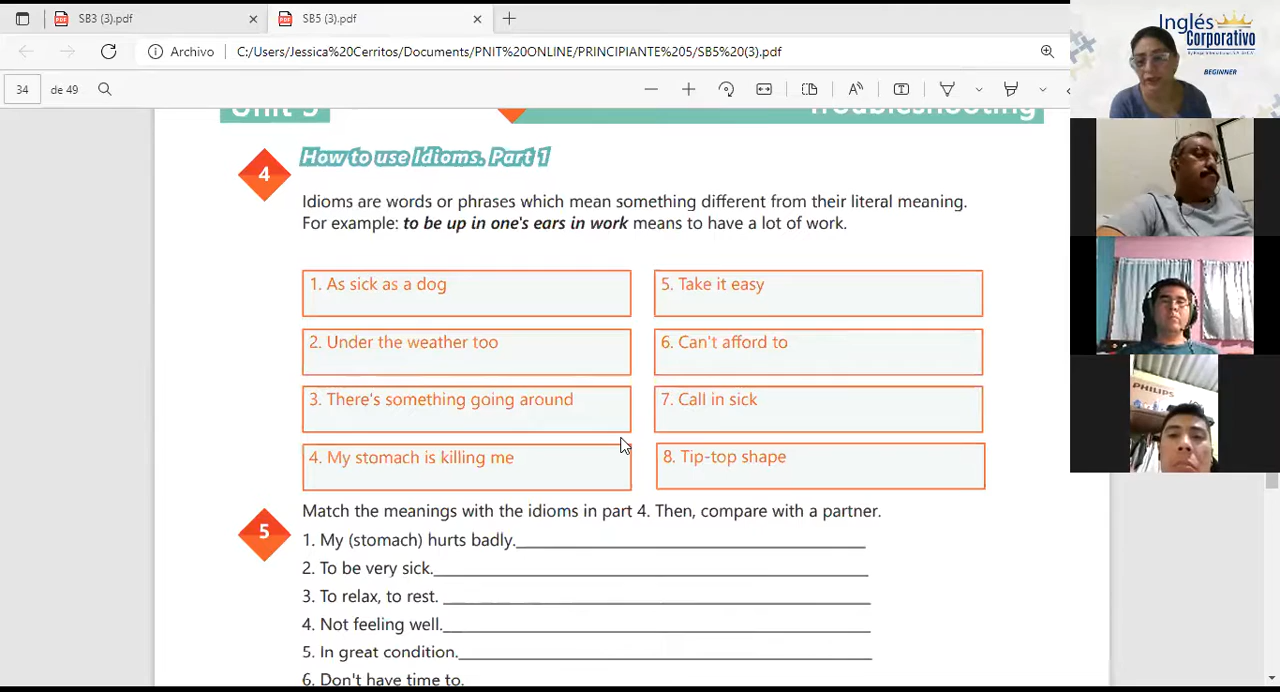 SB3 (3).pdf
SB5 (3).pdf
Archivo
C:/Users/Jessica%20Cerritos/Documents/PNIT%20ONLINE/PRINCIPIANTE%205/SB5%20(3).pdf
34 de 49
Unit 5
Troubleshooting
4 How to use Idioms. Part 1
Idioms are words or phrases which mean something different from their literal meaning.
For example: to be up in one's ears in work means to have a lot of work.
1. As sick as a dog
5. Take it easy
2. Under the weather too
6. Can't afford to
3. There's something going around
7. Call in sick
4. My stomach is killing me
8. Tip-top shape
5 Match the meanings with the idioms in part 4. Then, compare with a partner.
1. My (stomach) hurts badly.
2. To be very sick.
3. To relax, to rest.
4. Not feeling well.
5. In great condition.
6. Don't have time to.
Inglés
Corporativo
BEGINNER
PHILIPS